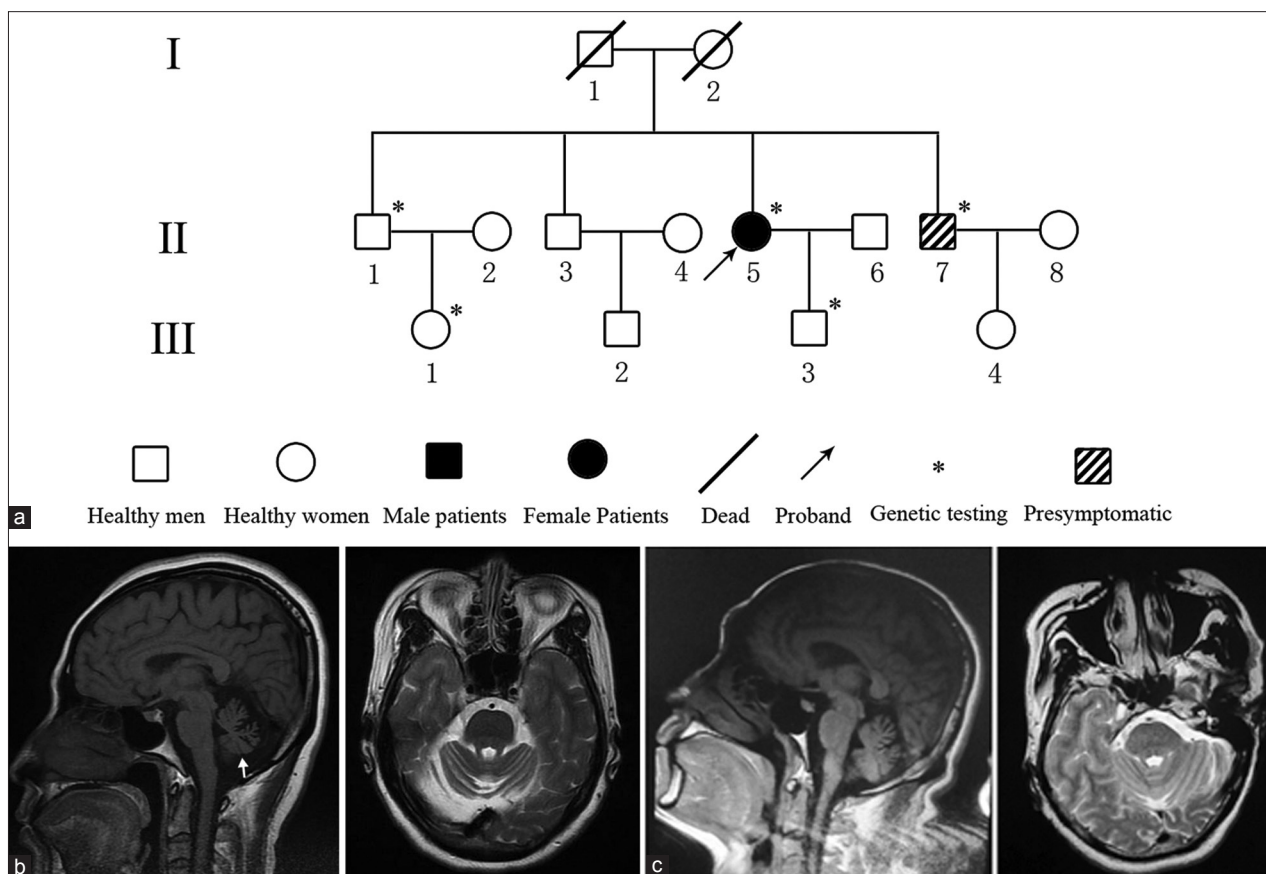 I
1 2
* * *
II
1 2 3 4 5 6 7 8
* *
III
1 2 3 4
*
Healthy men Healthy women Male patients Female Patients Dead Proband Genetic testing Presymptomatic
a
b
c